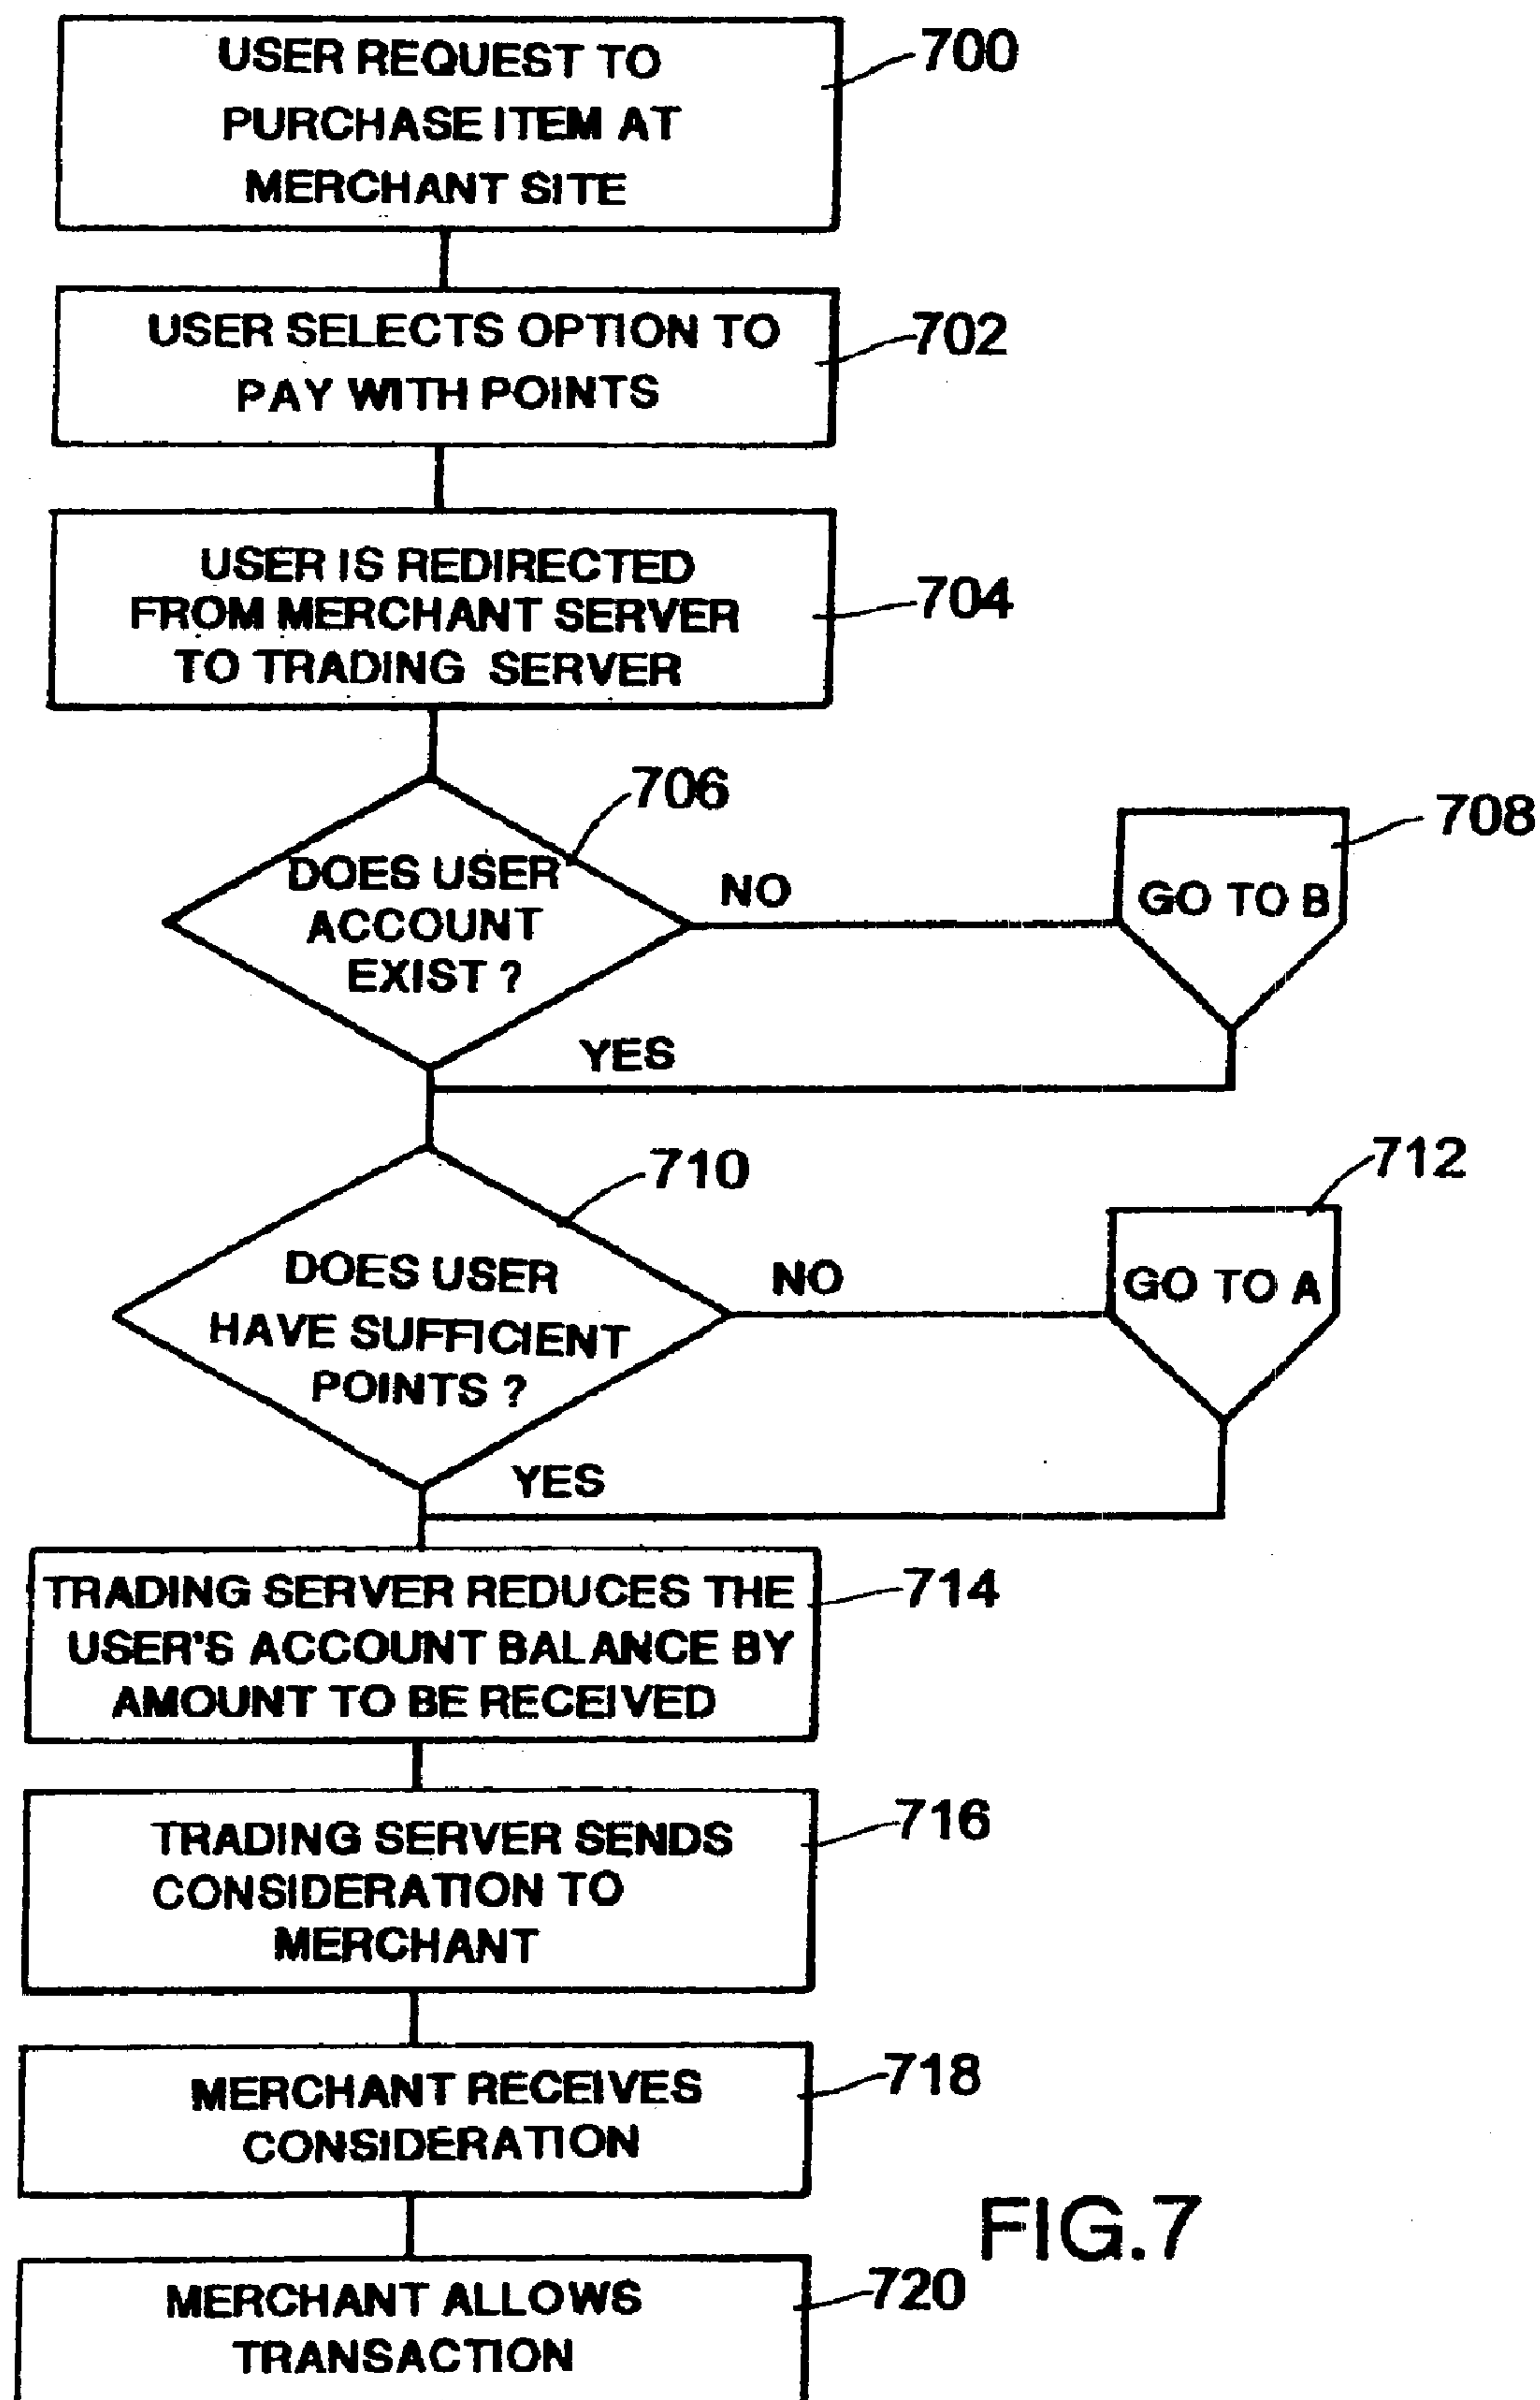 USER REQUEST TO
PURCHASE ITEM AT
MERCHANT SITE
700
USER SELECTS OPTION TO
PAY WITH POINTS
702
USER IS REDIRECTED
FROM MERCHANT SERVER
TO TRADING SERVER
704
706
DOES USER
ACCOUNT
EXIST ?
NO
708
GO TO B
YES
710
DOES USER
HAVE SUFFICIENT
POINTS ?
NO
712
GO TO A
YES
TRADING SERVER REDUCES THE
USER'S ACCOUNT BALANCE BY
AMOUNT TO BE RECEIVED
714
TRADING SERVER SENDS
CONSIDERATION TO
MERCHANT
716
MERCHANT RECEIVES
CONSIDERATION
718
FIG.7
MERCHANT ALLOWS
TRANSACTION
720